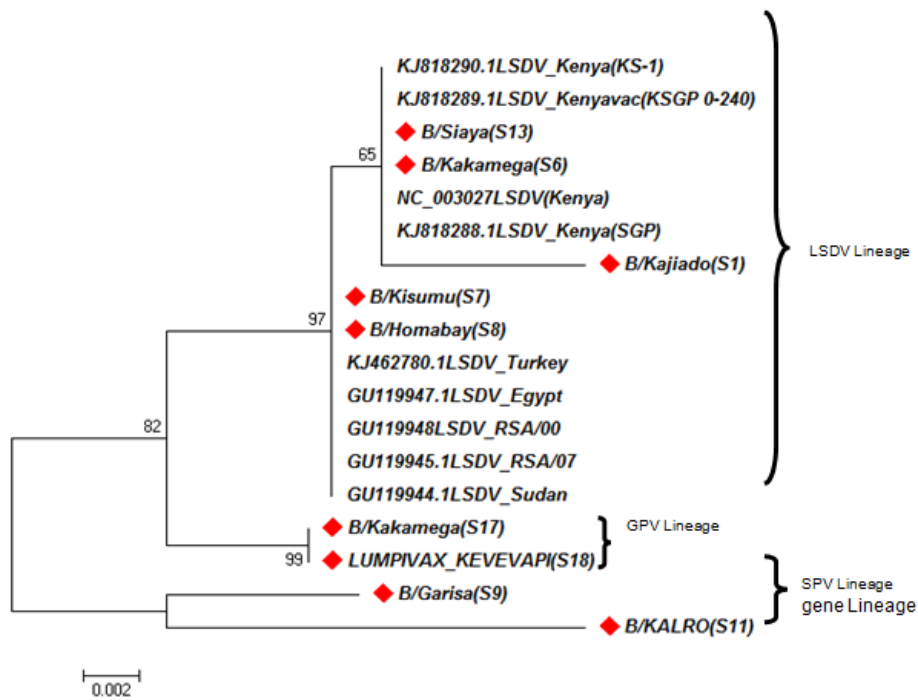 KJ818290.1LSDV_Kenya(KS-1)
KJ818289.1LSDV_Kenyavac(KSGP 0-240)
B/Siaya(S13)
65
B/Kakamega(S6)
NC_003027LSDV(Kenya)
KJ818288.1LSDV_Kenya(SGP)
LSDV Lineage
B/Kajiado(S1)
B/Kisumu(S7)
97
B/Homabay(S8)
KJ462780.1LSDV_Turkey
GU119947.1LSDV_Egypt
82
GU119948LSDV_RSA/00
GU119945.1LSDV_RSA/07
GU119944.1LSDV_Sudan
B/Kakamega(S17)
GPV Lineage
99
LUMPIVAX_KEVEVAPI(S18)
SPV Lineage
gene Lineage
B/Garisa(S9)
B/KALRO(S11)
0.002